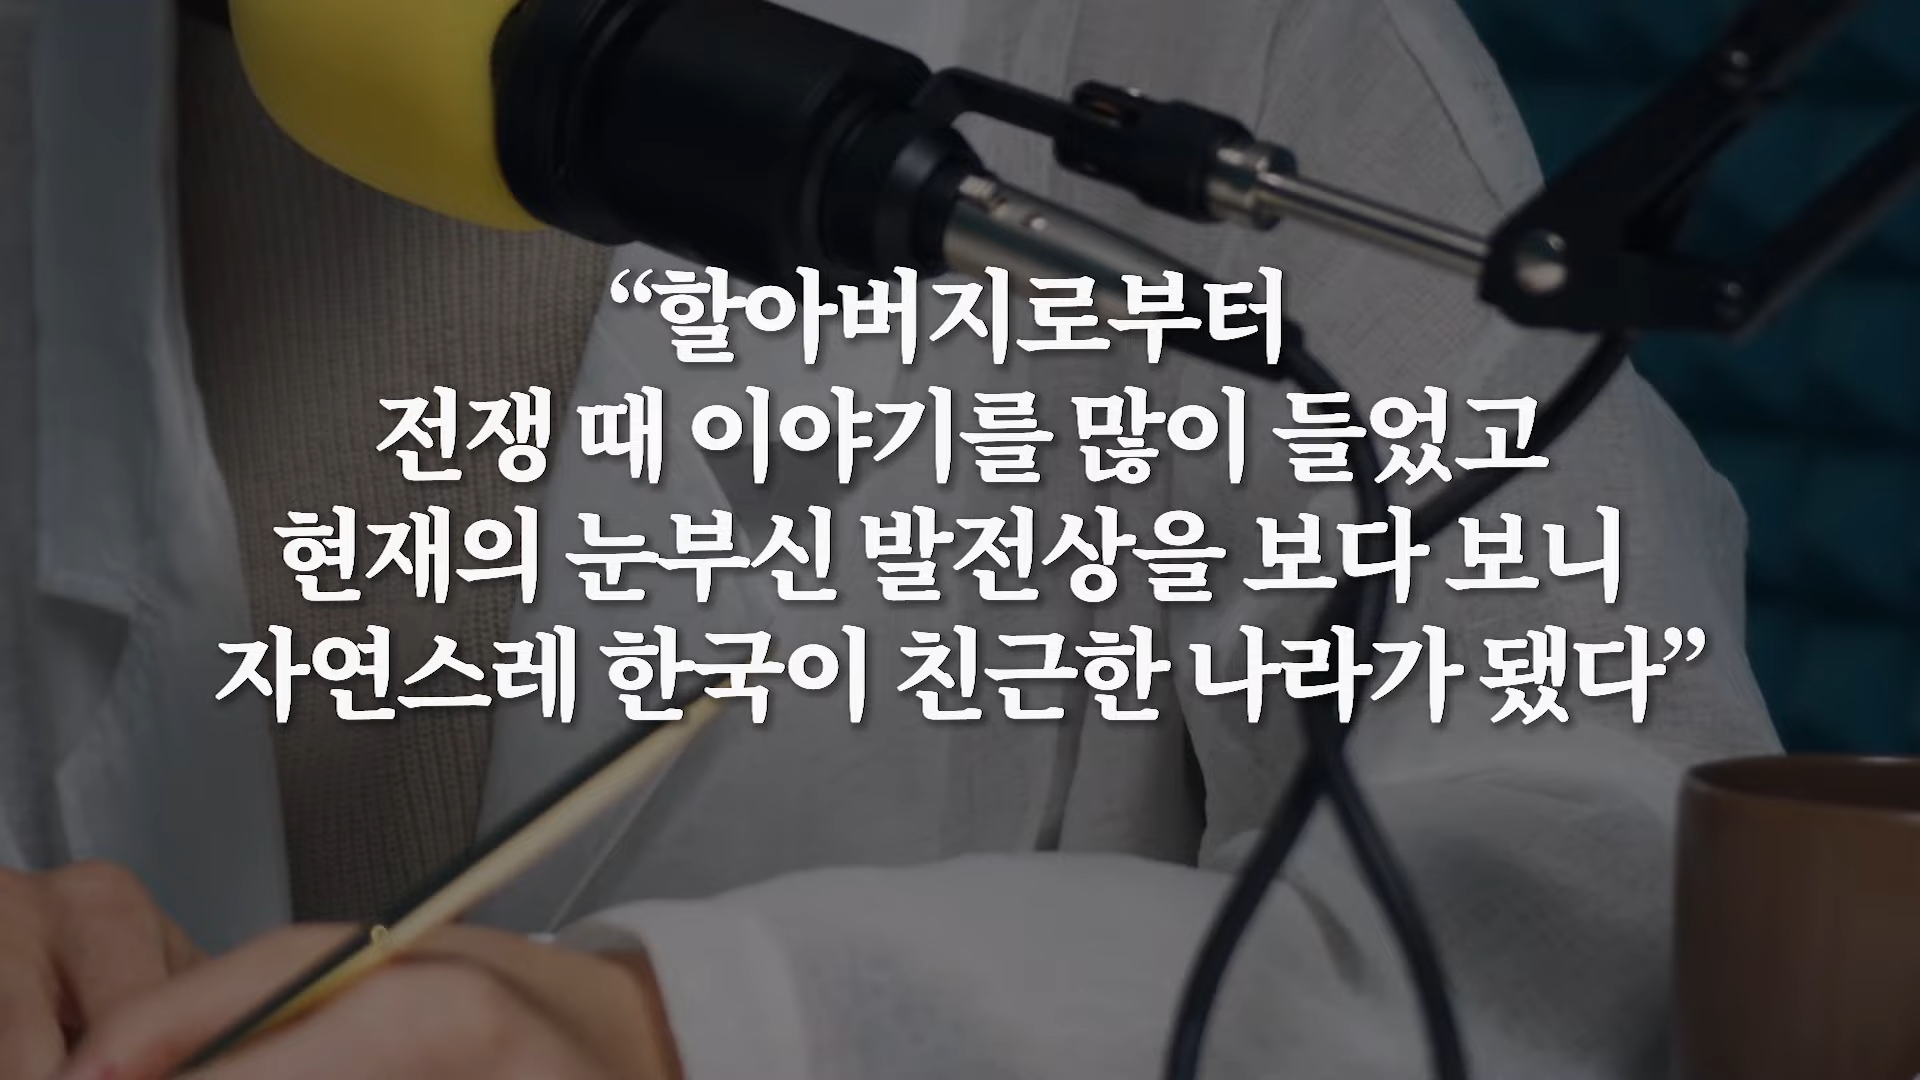 “할아버지로부터
전쟁 때 이야기를 많이 들었고
현재의 눈부신 발전상을 보다 보니
자연스레 한국이 친근한 나라가 됐다”